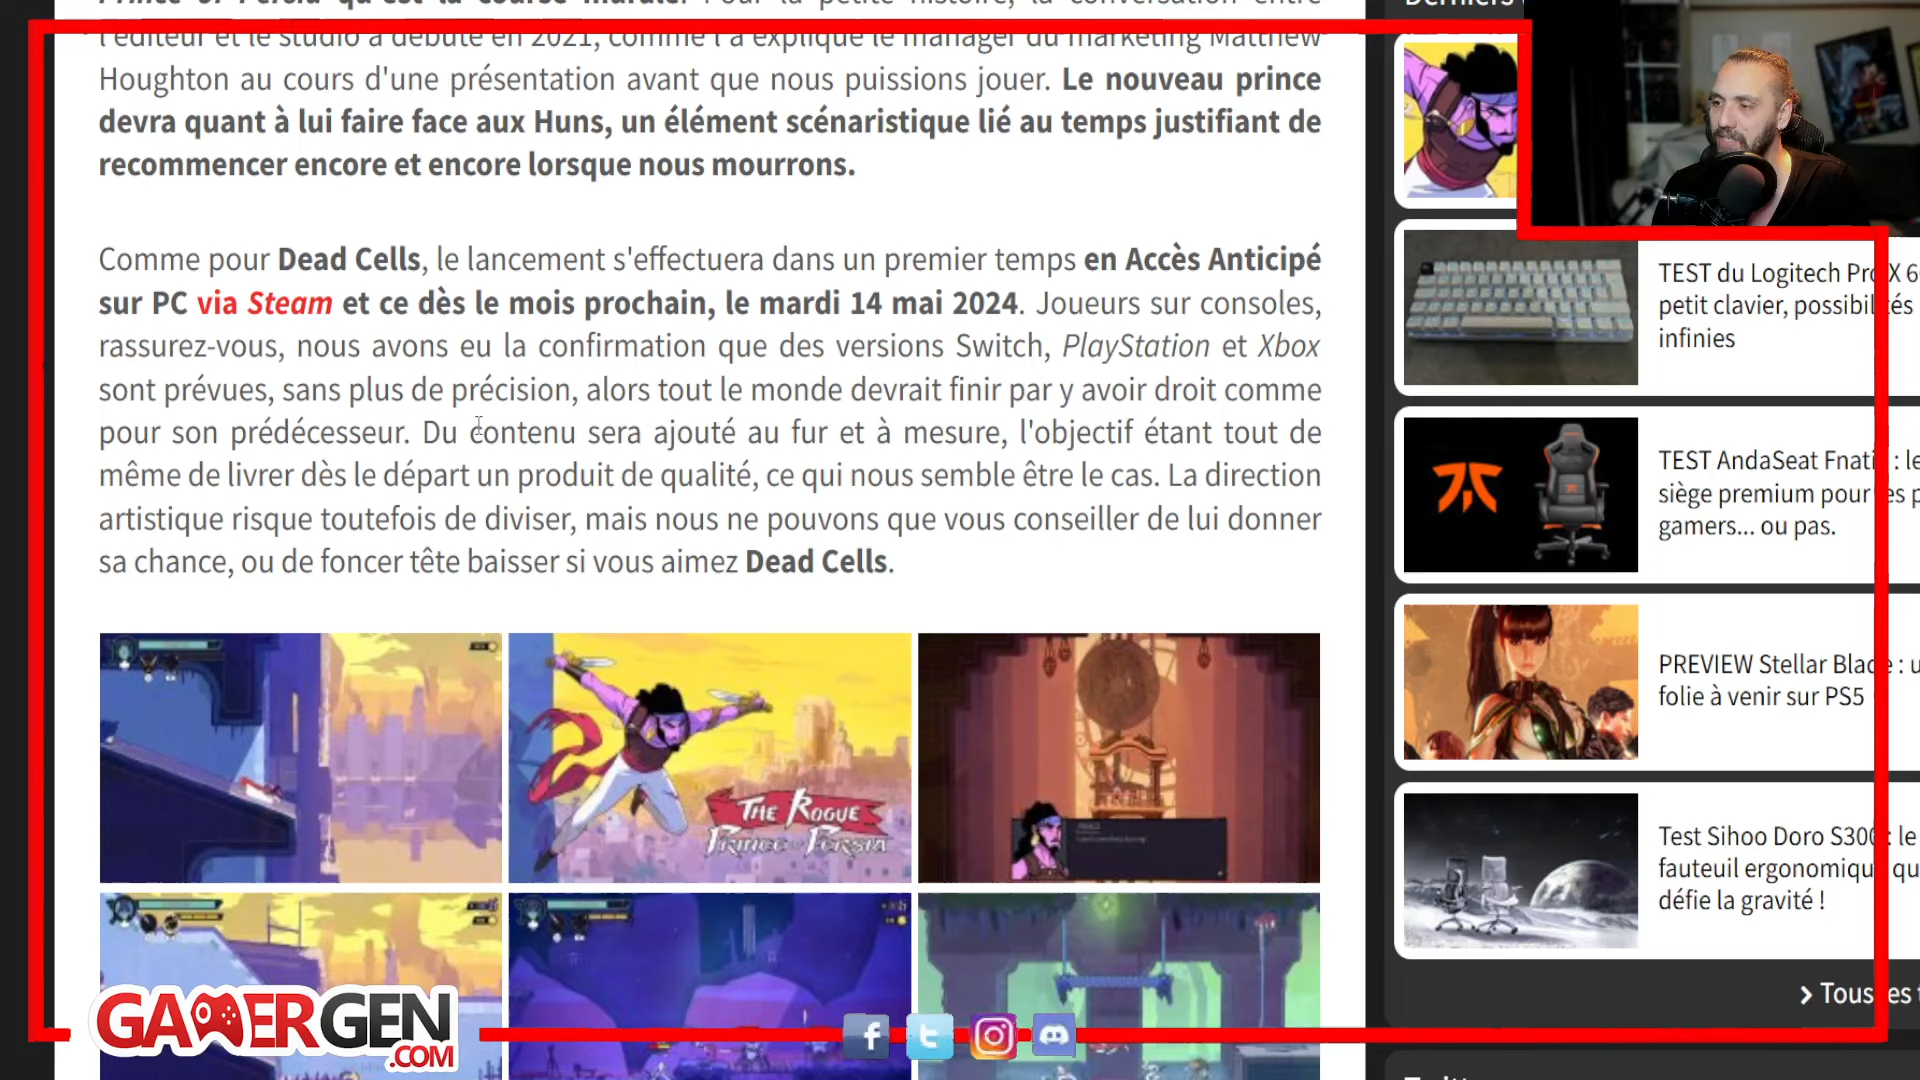 Prince of Persia qu'est la course murale. Pour la petite histoire, la conversation entre
l'éditeur et le studio a débuté en 2021, comme l'a expliqué le manager du marketing Matthew
Houghton au cours d'une présentation avant que nous puissions jouer. Le nouveau prince
devra quant à lui faire face aux Huns, un élément scénaristique lié au temps justifiant de
recommencer encore et encore lorsque nous mourrons.
Comme pour Dead Cells, le lancement s'effectuera dans un premier temps en Accès Anticipé
sur PC via Steam et ce dès le mois prochain, le mardi 14 mai 2024. Joueurs sur consoles,
rassurez-vous, nous avons eu la confirmation que des versions Switch, PlayStation et Xbox
sont prévues, sans plus de précision, alors tout le monde devrait finir par y avoir droit comme
pour son prédécesseur. Du contenu sera ajouté au fur et à mesure, l'objectif étant tout de
même de livrer dès le départ un produit de qualité, ce qui nous semble être le cas. La direction
artistique risque toutefois de diviser, mais nous ne pouvons que vous conseiller de lui donner
sa chance, ou de foncer tête baisser si vous aimez Dead Cells.
THE ROGUE
PRINCE OF PERSIA
GAMERGEN
.COM
Derniers
TEST du Logitech Pro X 6
petit clavier, possibilités
infinies
TEST AndaSeat Fnatic : le
siège premium pour les p
gamers... ou pas.
PREVIEW Stellar Blade : u
folie à venir sur PS5
Test Sihoo Doro S300 : le
fauteuil ergonomique qu
défie la gravité !
Tous les t